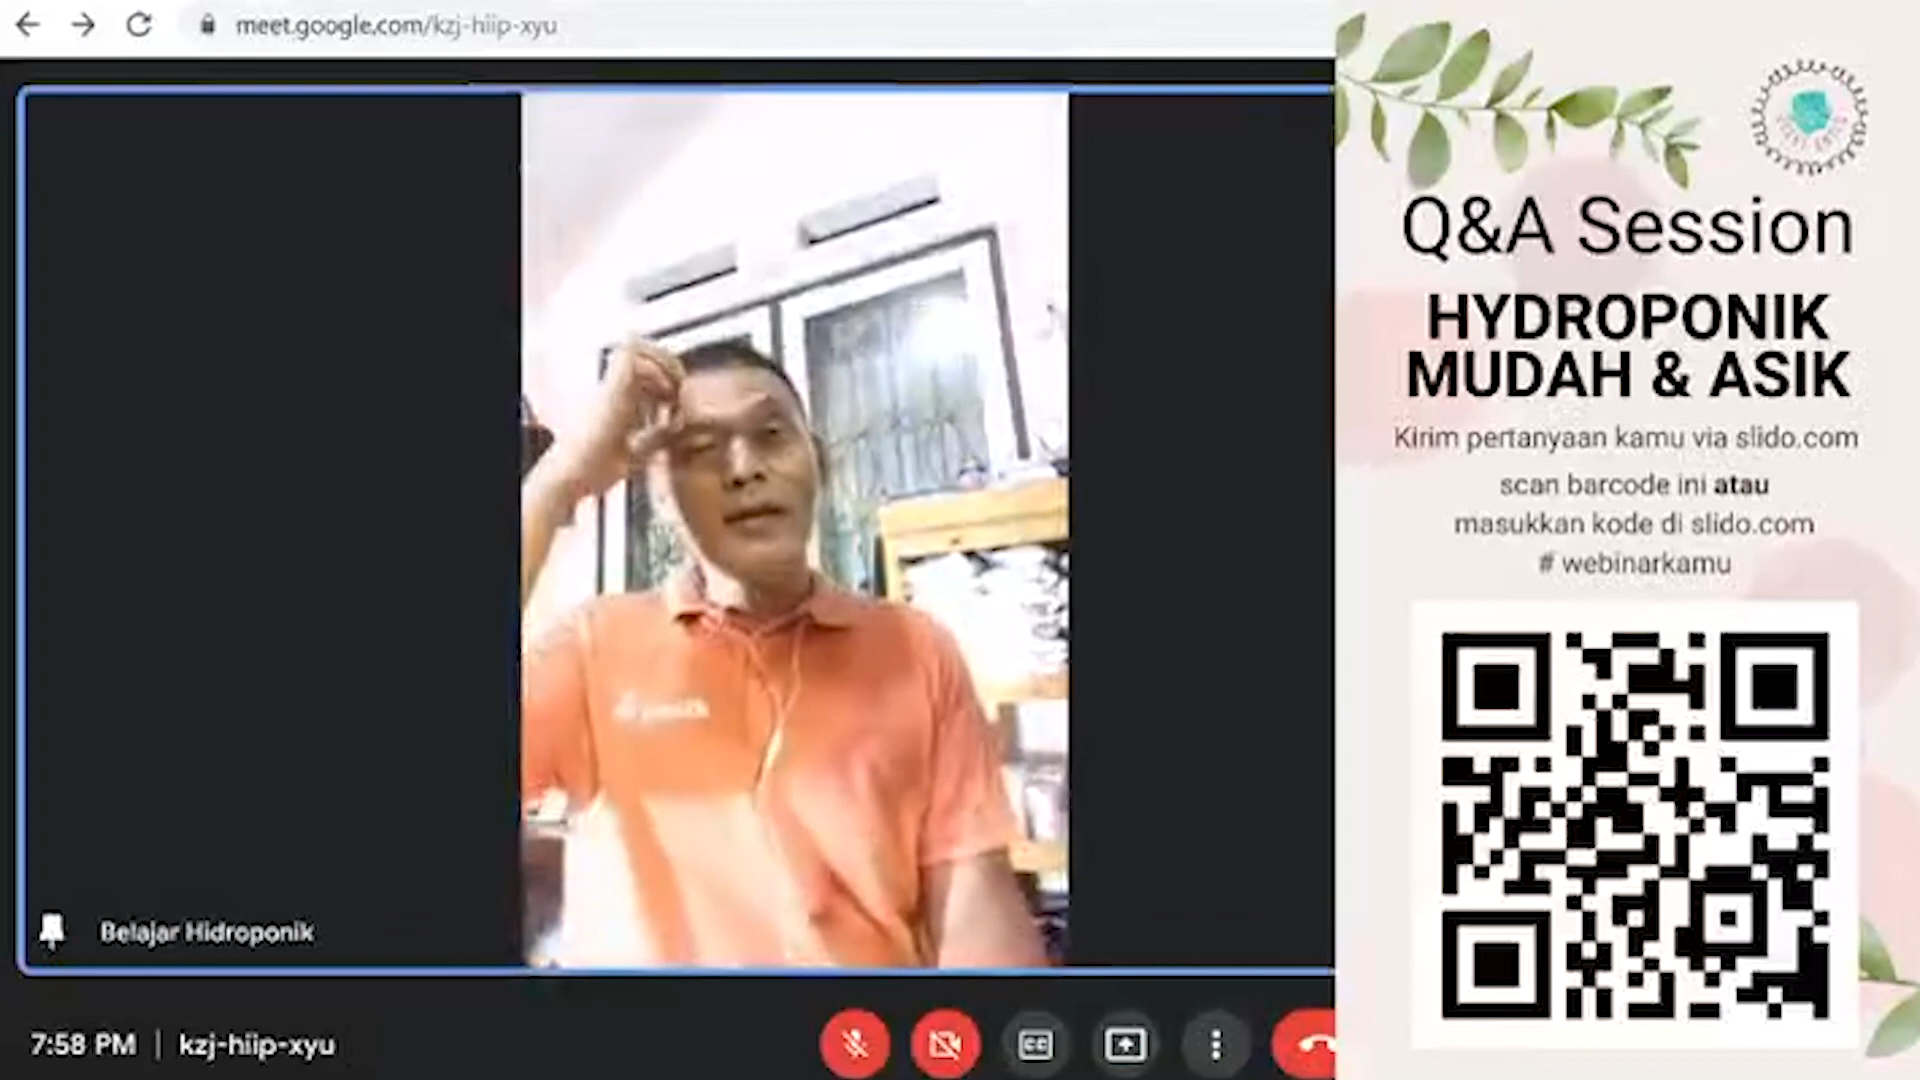 meet.google.com/kzj-hiip-xyu
Q&A Session
HYDROPONIK
MUDAH & ASIK
Kirim pertanyaan kamu via slido.com
scan barcode ini atau
masukkan kode di slido.com
# webinarkamu
Belajar Hidroponik
7:58 PM | kzj-hiip-xyu
CC